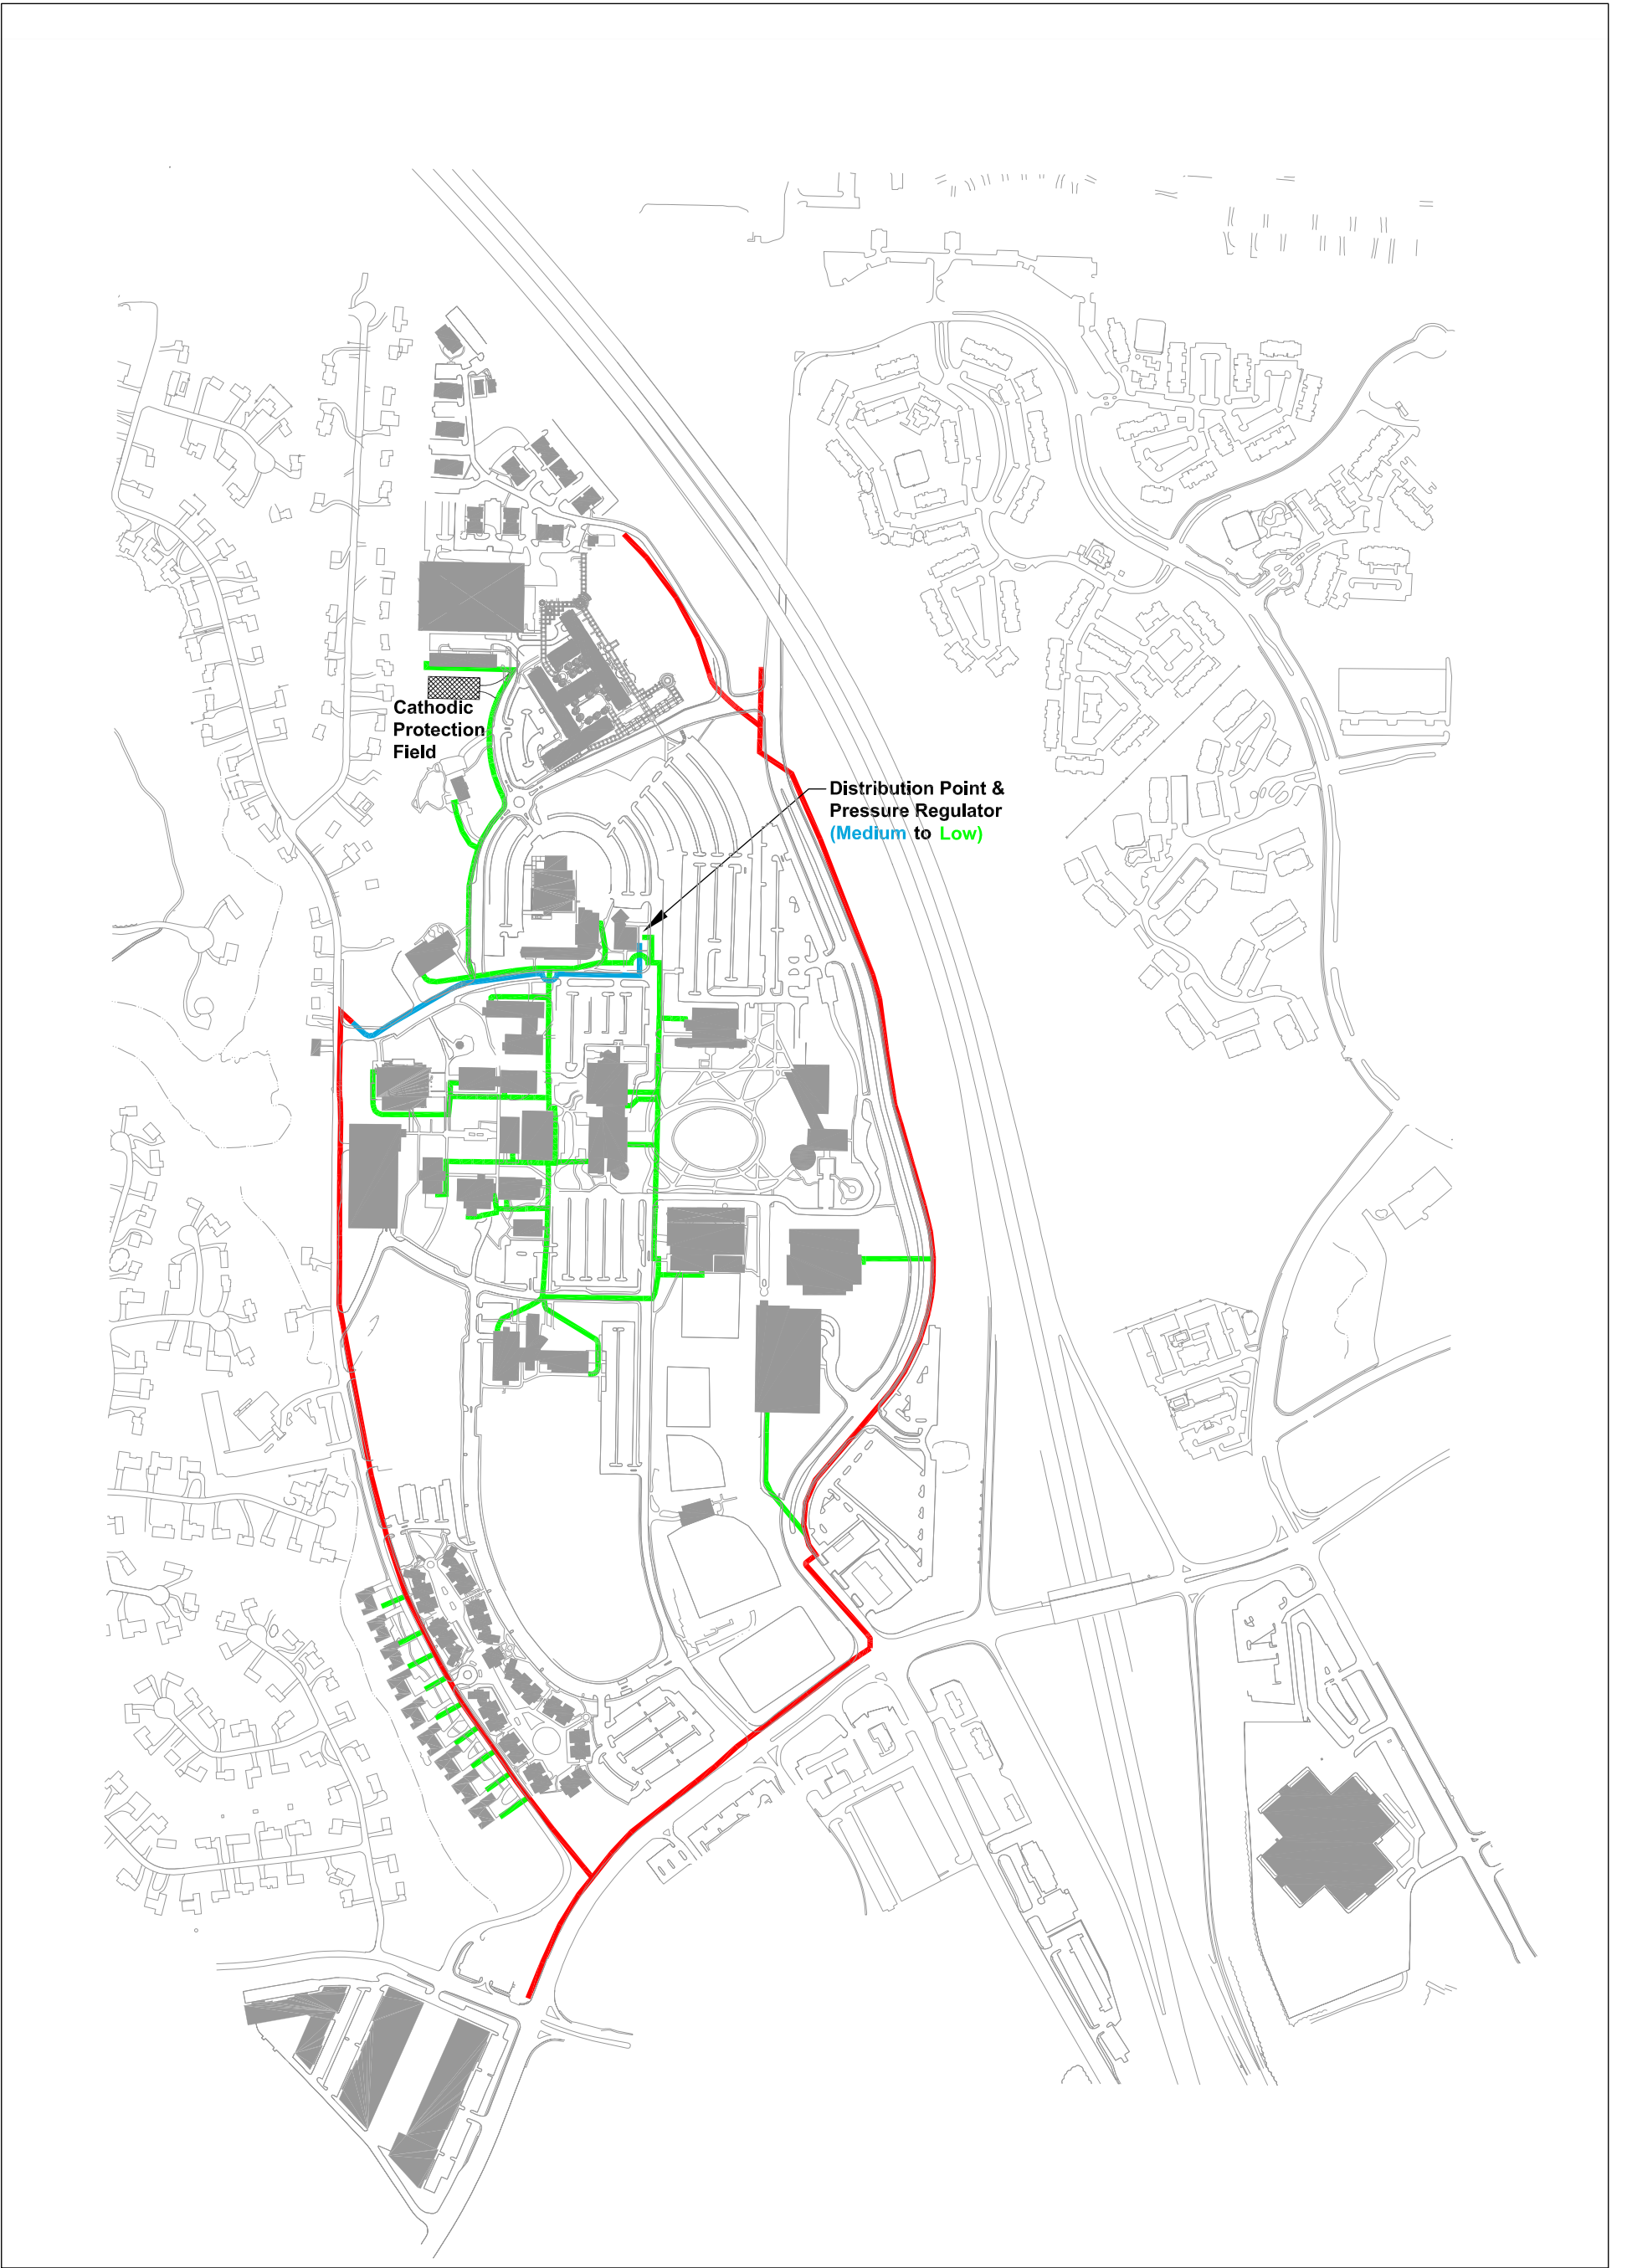 Cathodic
Protection
Field
Distribution Point &
Pressure Regulator
(Medium to Low)